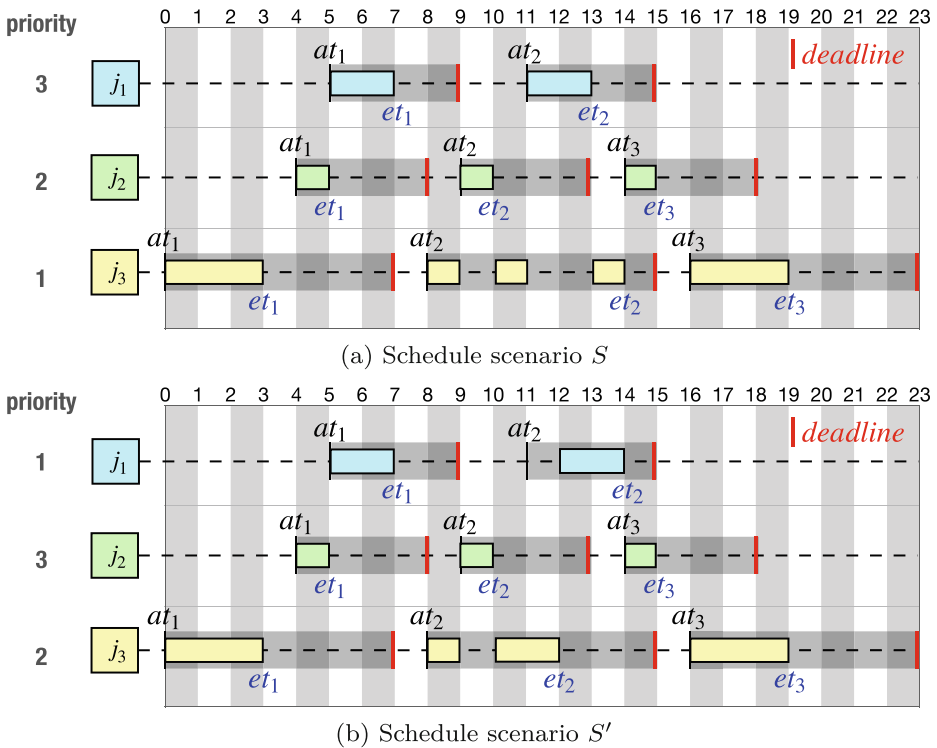 priority 0 1 2 3 4 5 6 7 8 9 10 11 12 13 14 15 16 17 18 19 20 21 22 23
at1 at2 deadline
3 j1
et1 et2
at1 at2 at3
2 j2
et1 et2 et3
at1 at2 at3
1 j3
et1 et2 et3
(a) Schedule scenario S
priority 0 1 2 3 4 5 6 7 8 9 10 11 12 13 14 15 16 17 18 19 20 21 22 23
at1 at2 deadline
1 j1
et1 et2
at1 at2 at3
3 j2
et1 et2 et3
at1 at2 at3
2 j3
et1 et2 et3
(b) Schedule scenario S′